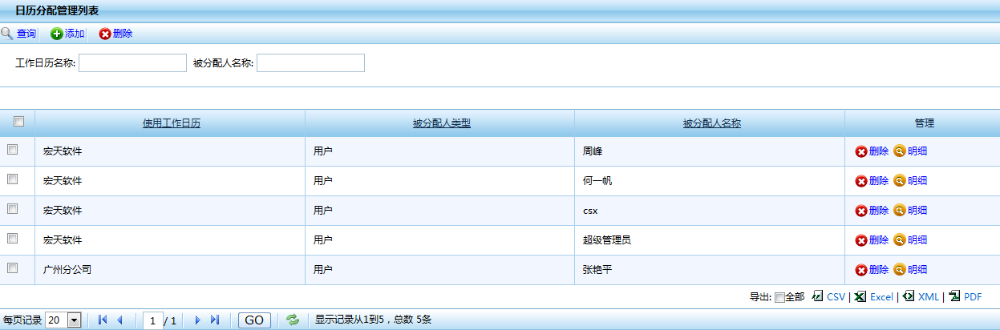 日历分配管理列表
查询 添加 删除
工作日历名称: 被分配人名称:
使用工作日历 被分配人类型 被分配人名称 管理
宏天软件 用户 周峰 删除 明细
宏天软件 用户 何一帆 删除 明细
宏天软件 用户 csx 删除 明细
宏天软件 用户 超级管理员 删除 明细
广州分公司 用户 张艳平 删除 明细
导出: 全部 CSV | Excel | XML | PDF
每页记录 20 1 / 1 GO 显示记录从1到5，总数 5条